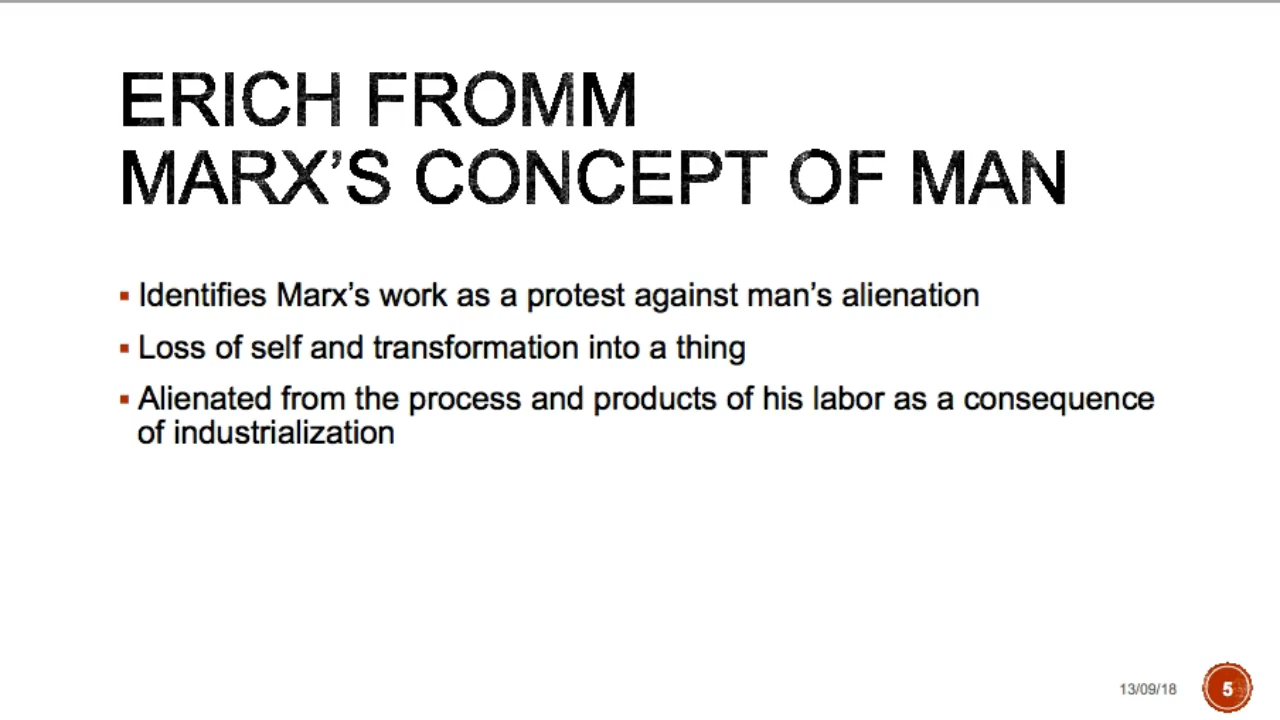 ERICH FROMM
MARX’S CONCEPT OF MAN
▪ Identifies Marx’s work as a protest against man’s alienation
▪ Loss of self and transformation into a thing
▪ Alienated from the process and products of his labor as a consequence
of industrialization
13/09/18
5